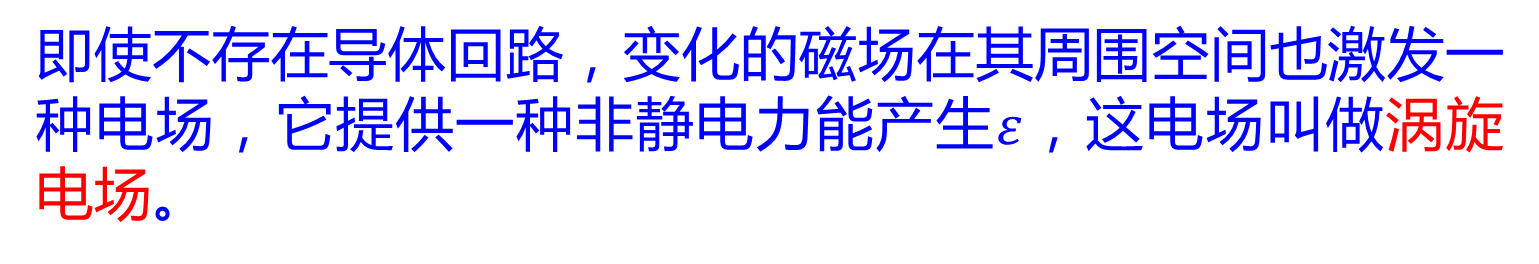 即使不存在导体回路，变化的磁场在其周围空间也激发一
种电场，它提供一种非静电力能产生ε，这电场叫做涡旋
电场。